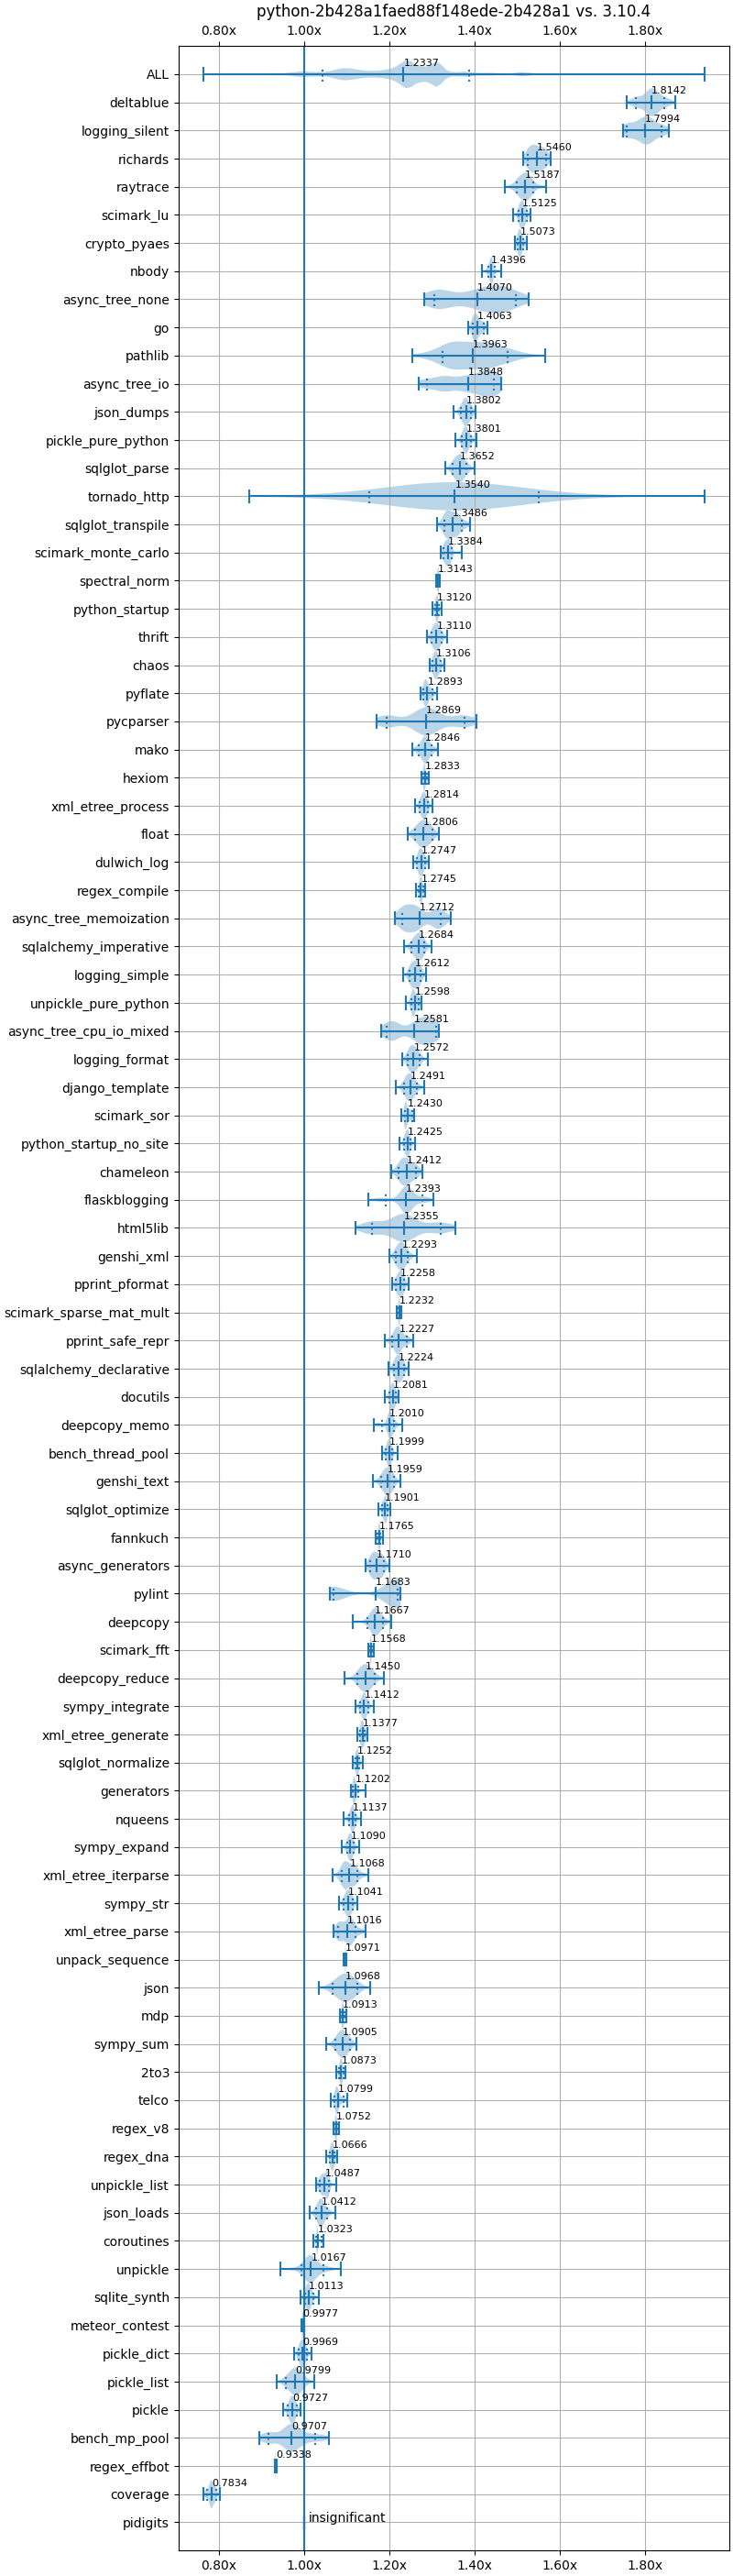 python-2b428a1faed88f148ede-2b428a1 vs. 3.10.4
0.80x 1.00x 1.20x 1.40x 1.60x 1.80x
ALL 1.2337
deltablue 1.8142
logging_silent 1.7994
richards 1.5460
raytrace 1.5187
scimark_lu 1.5125
crypto_pyaes 1.5073
nbody 1.4396
async_tree_none 1.4070
go 1.4063
pathlib 1.3963
async_tree_io 1.3848
json_dumps 1.3802
pickle_pure_python 1.3801
sqlglot_parse 1.3652
tornado_http 1.3540
sqlglot_transpile 1.3486
scimark_monte_carlo 1.3384
spectral_norm 1.3143
python_startup 1.3120
thrift 1.3110
chaos 1.3106
pyflate 1.2893
pycparser 1.2869
mako 1.2846
hexiom 1.2833
xml_etree_process 1.2814
float 1.2806
dulwich_log 1.2747
regex_compile 1.2745
async_tree_memoization 1.2712
sqlalchemy_imperative 1.2684
logging_simple 1.2612
unpickle_pure_python 1.2598
async_tree_cpu_io_mixed 1.2581
logging_format 1.2572
django_template 1.2491
scimark_sor 1.2430
python_startup_no_site 1.2425
chameleon 1.2412
flaskblogging 1.2393
html5lib 1.2355
genshi_xml 1.2293
pprint_pformat 1.2258
scimark_sparse_mat_mult 1.2232
pprint_safe_repr 1.2227
sqlalchemy_declarative 1.2224
docutils 1.2081
deepcopy_memo 1.2010
bench_thread_pool 1.1999
genshi_text 1.1959
sqlglot_optimize 1.1901
fannkuch 1.1765
async_generators 1.1710
pylint 1.1683
deepcopy 1.1667
scimark_fft 1.1568
deepcopy_reduce 1.1450
sympy_integrate 1.1412
xml_etree_generate 1.1377
sqlglot_normalize 1.1252
generators 1.1202
nqueens 1.1137
sympy_expand 1.1090
xml_etree_iterparse 1.1068
sympy_str 1.1041
xml_etree_parse 1.1016
unpack_sequence 1.0971
json 1.0968
mdp 1.0913
sympy_sum 1.0905
2to3 1.0873
telco 1.0799
regex_v8 1.0752
regex_dna 1.0666
unpickle_list 1.0487
json_loads 1.0412
coroutines 1.0323
unpickle 1.0167
sqlite_synth 1.0113
meteor_contest 0.9977
pickle_dict 0.9969
pickle_list 0.9799
pickle 0.9727
bench_mp_pool 0.9707
regex_effbot 0.9338
coverage 0.7834
pidigits insignificant
0.80x 1.00x 1.20x 1.40x 1.60x 1.80x